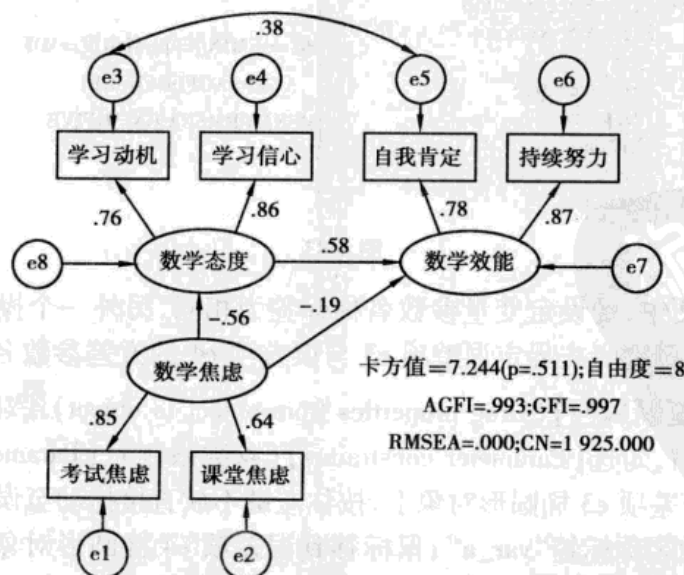 .38
e3
e4
e5
e6
学习动机
学习信心
自我肯定
持续努力
.76
.86
.78
.87
e8
数学态度
.58
数学效能
e7
-.56
-.19
数学焦虑
卡方值=7.244(p=.511);自由度=8
AGFI=.993;GFI=.997
RMSEA=.000;CN=1 925.000
.85
.64
考试焦虑
课堂焦虑
e1
e2